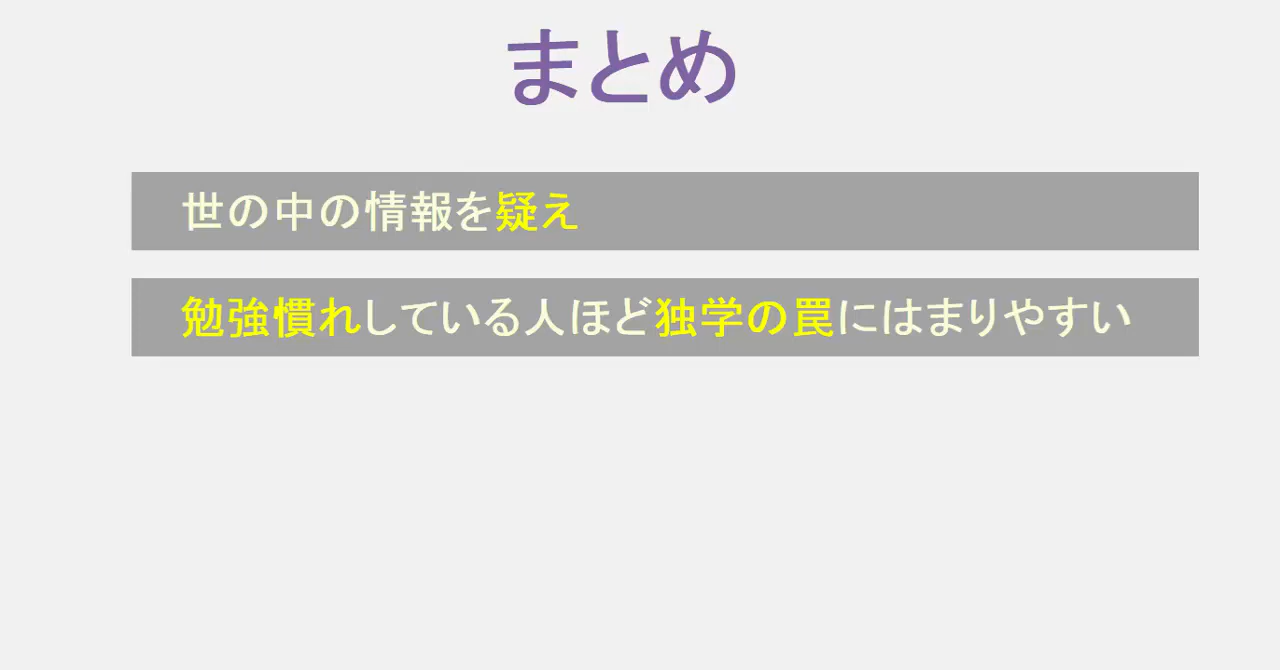 まとめ
世の中の情報を疑え
勉強慣れしている人ほど独学の罠にはまりやすい